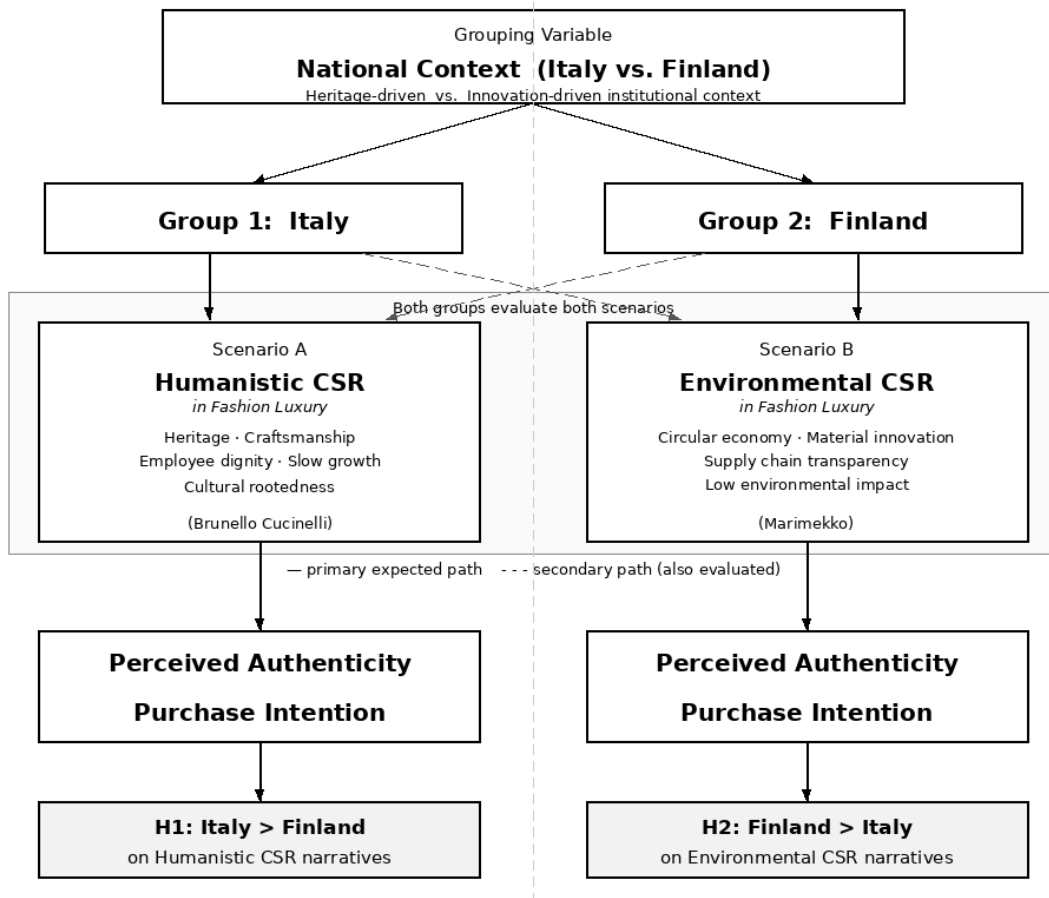 Grouping Variable
National Context (Italy vs. Finland)
Heritage-driven vs. Innovation-driven institutional context
Group 1: Italy
Group 2: Finland
Both groups evaluate both scenarios
Scenario A
Humanistic CSR
in Fashion Luxury
Heritage · Craftsmanship
Employee dignity · Slow growth
Cultural rootedness
(Brunello Cucinelli)
Scenario B
Environmental CSR
in Fashion Luxury
Circular economy · Material innovation
Supply chain transparency
Low environmental impact
(Marimekko)
— primary expected path - - - secondary path (also evaluated)
Perceived Authenticity
Purchase Intention
Perceived Authenticity
Purchase Intention
H1: Italy > Finland
on Humanistic CSR narratives
H2: Finland > Italy
on Environmental CSR narratives